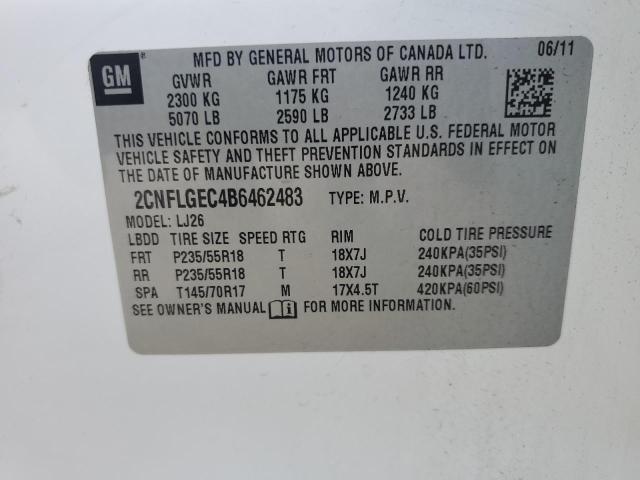 GM ®
MFD BY GENERAL MOTORS OF CANADA LTD. 06/11
GVWR GAWR FRT GAWR RR
2300 KG 1175 KG 1240 KG
5070 LB 2590 LB 2733 LB
THIS VEHICLE CONFORMS TO ALL APPLICABLE U.S. FEDERAL MOTOR
VEHICLE SAFETY AND THEFT PREVENTION STANDARDS IN EFFECT ON
THE DATE OF MANUFACTURE SHOWN ABOVE.
2CNFLGEC4B6462483 TYPE: M.P.V.
MODEL: LJ26
LBDD TIRE SIZE SPEED RTG RIM COLD TIRE PRESSURE
FRT P235/55R18 T 18X7J 240KPA(35PSI)
RR P235/55R18 T 18X7J 240KPA(35PSI)
SPA T145/70R17 M 17X4.5T 420KPA(60PSI)
SEE OWNER'S MANUAL i FOR MORE INFORMATION.